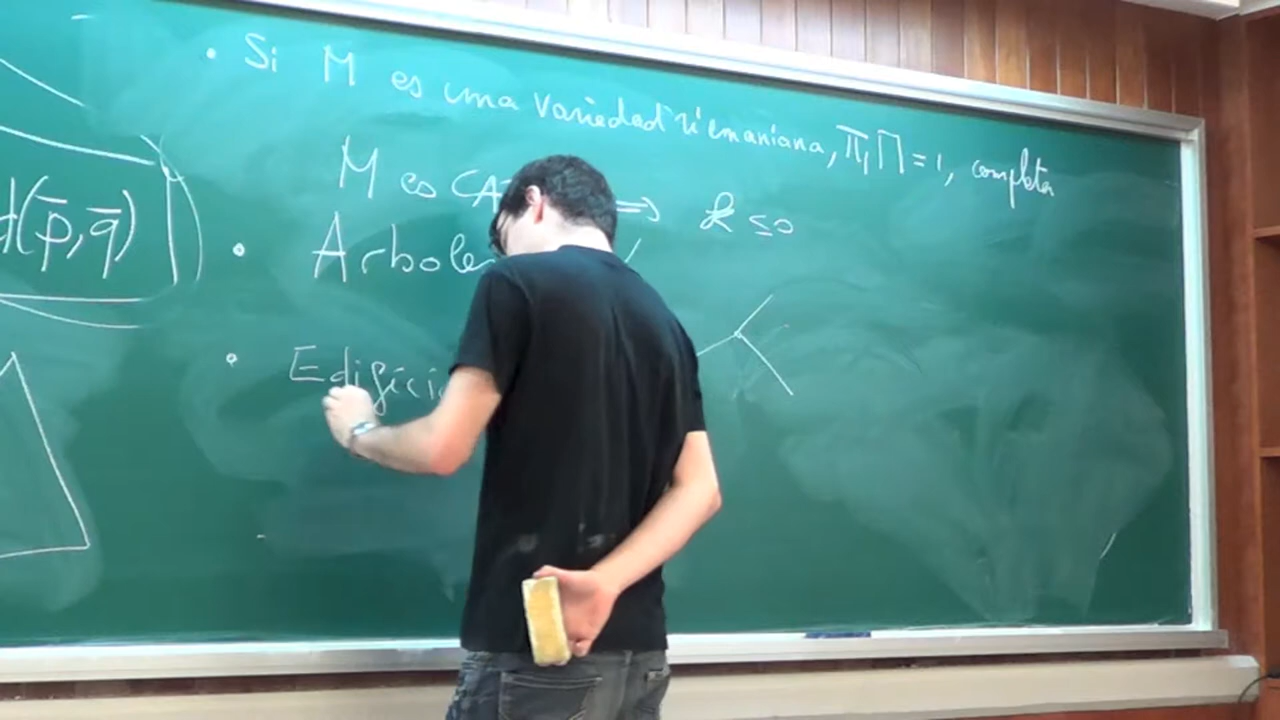 • Si M es una variedad riemaniana, π₁M = 1, completa
M es CA ⟹ k ≤ 0
d(p̄, q̄)
• Arbole
• Edifici